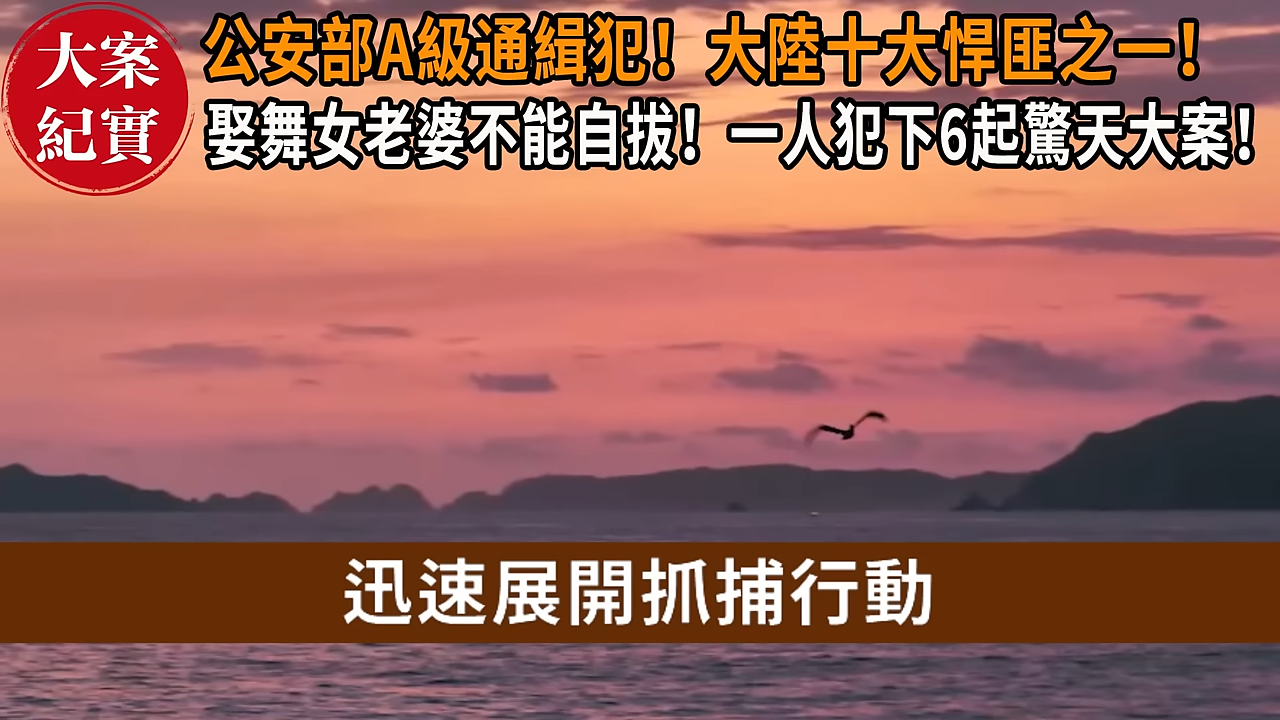 大案
紀實
公安部A級通緝犯！大陸十大悍匪之一！
娶舞女老婆不能自拔！一人犯下6起驚天大案！
迅速展開抓捕行動